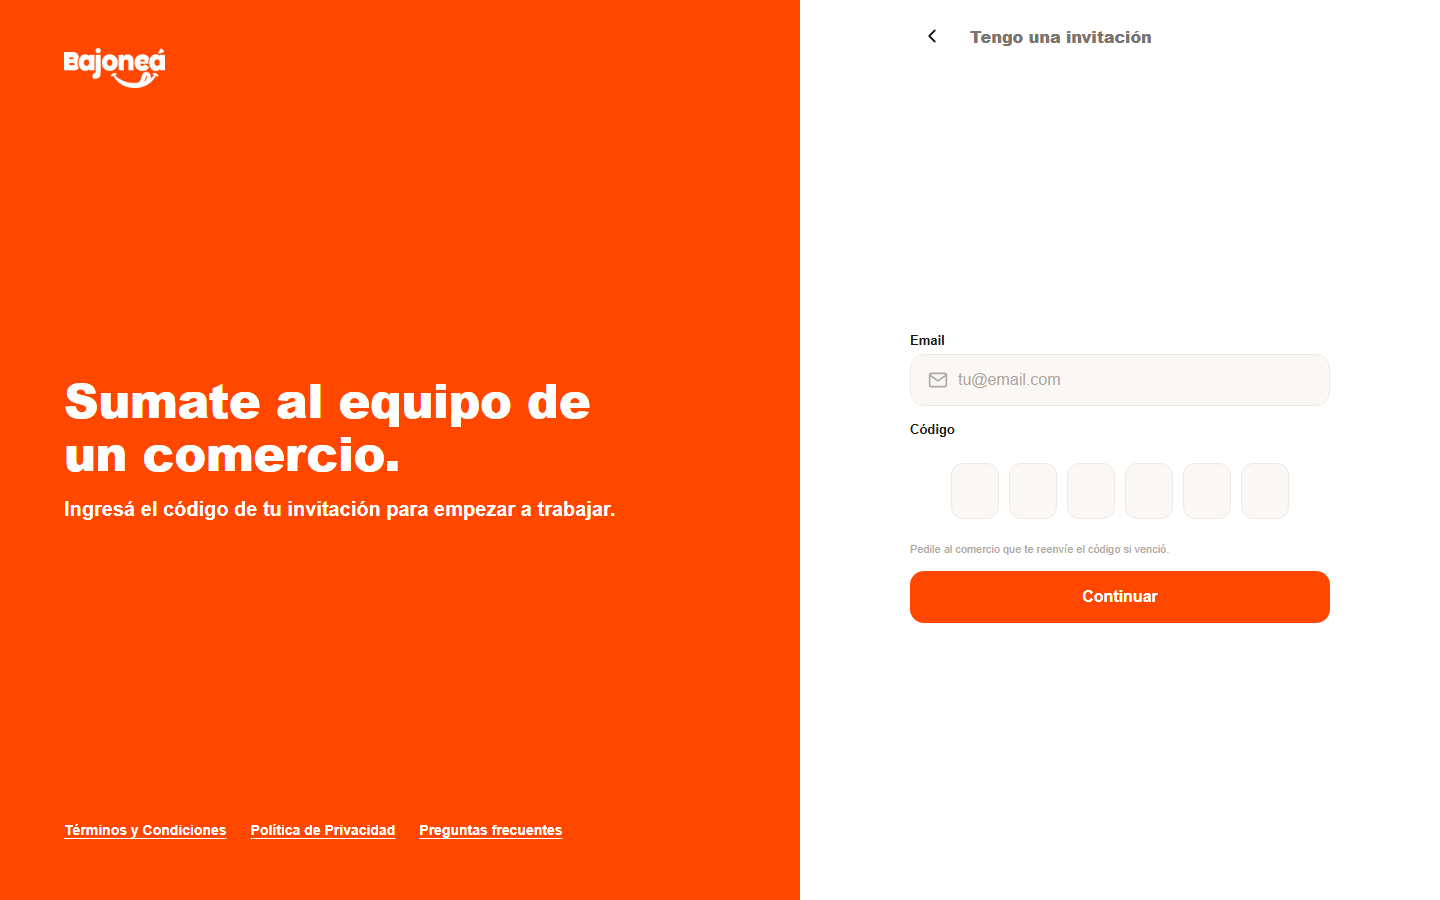 Bajoneá
Sumate al equipo de
un comercio.
Ingresá el código de tu invitación para empezar a trabajar.
Términos y Condiciones
Política de Privacidad
Preguntas frecuentes
Tengo una invitación
Email
tu@email.com
Código
Pedile al comercio que te reenvíe el código si venció.
Continuar